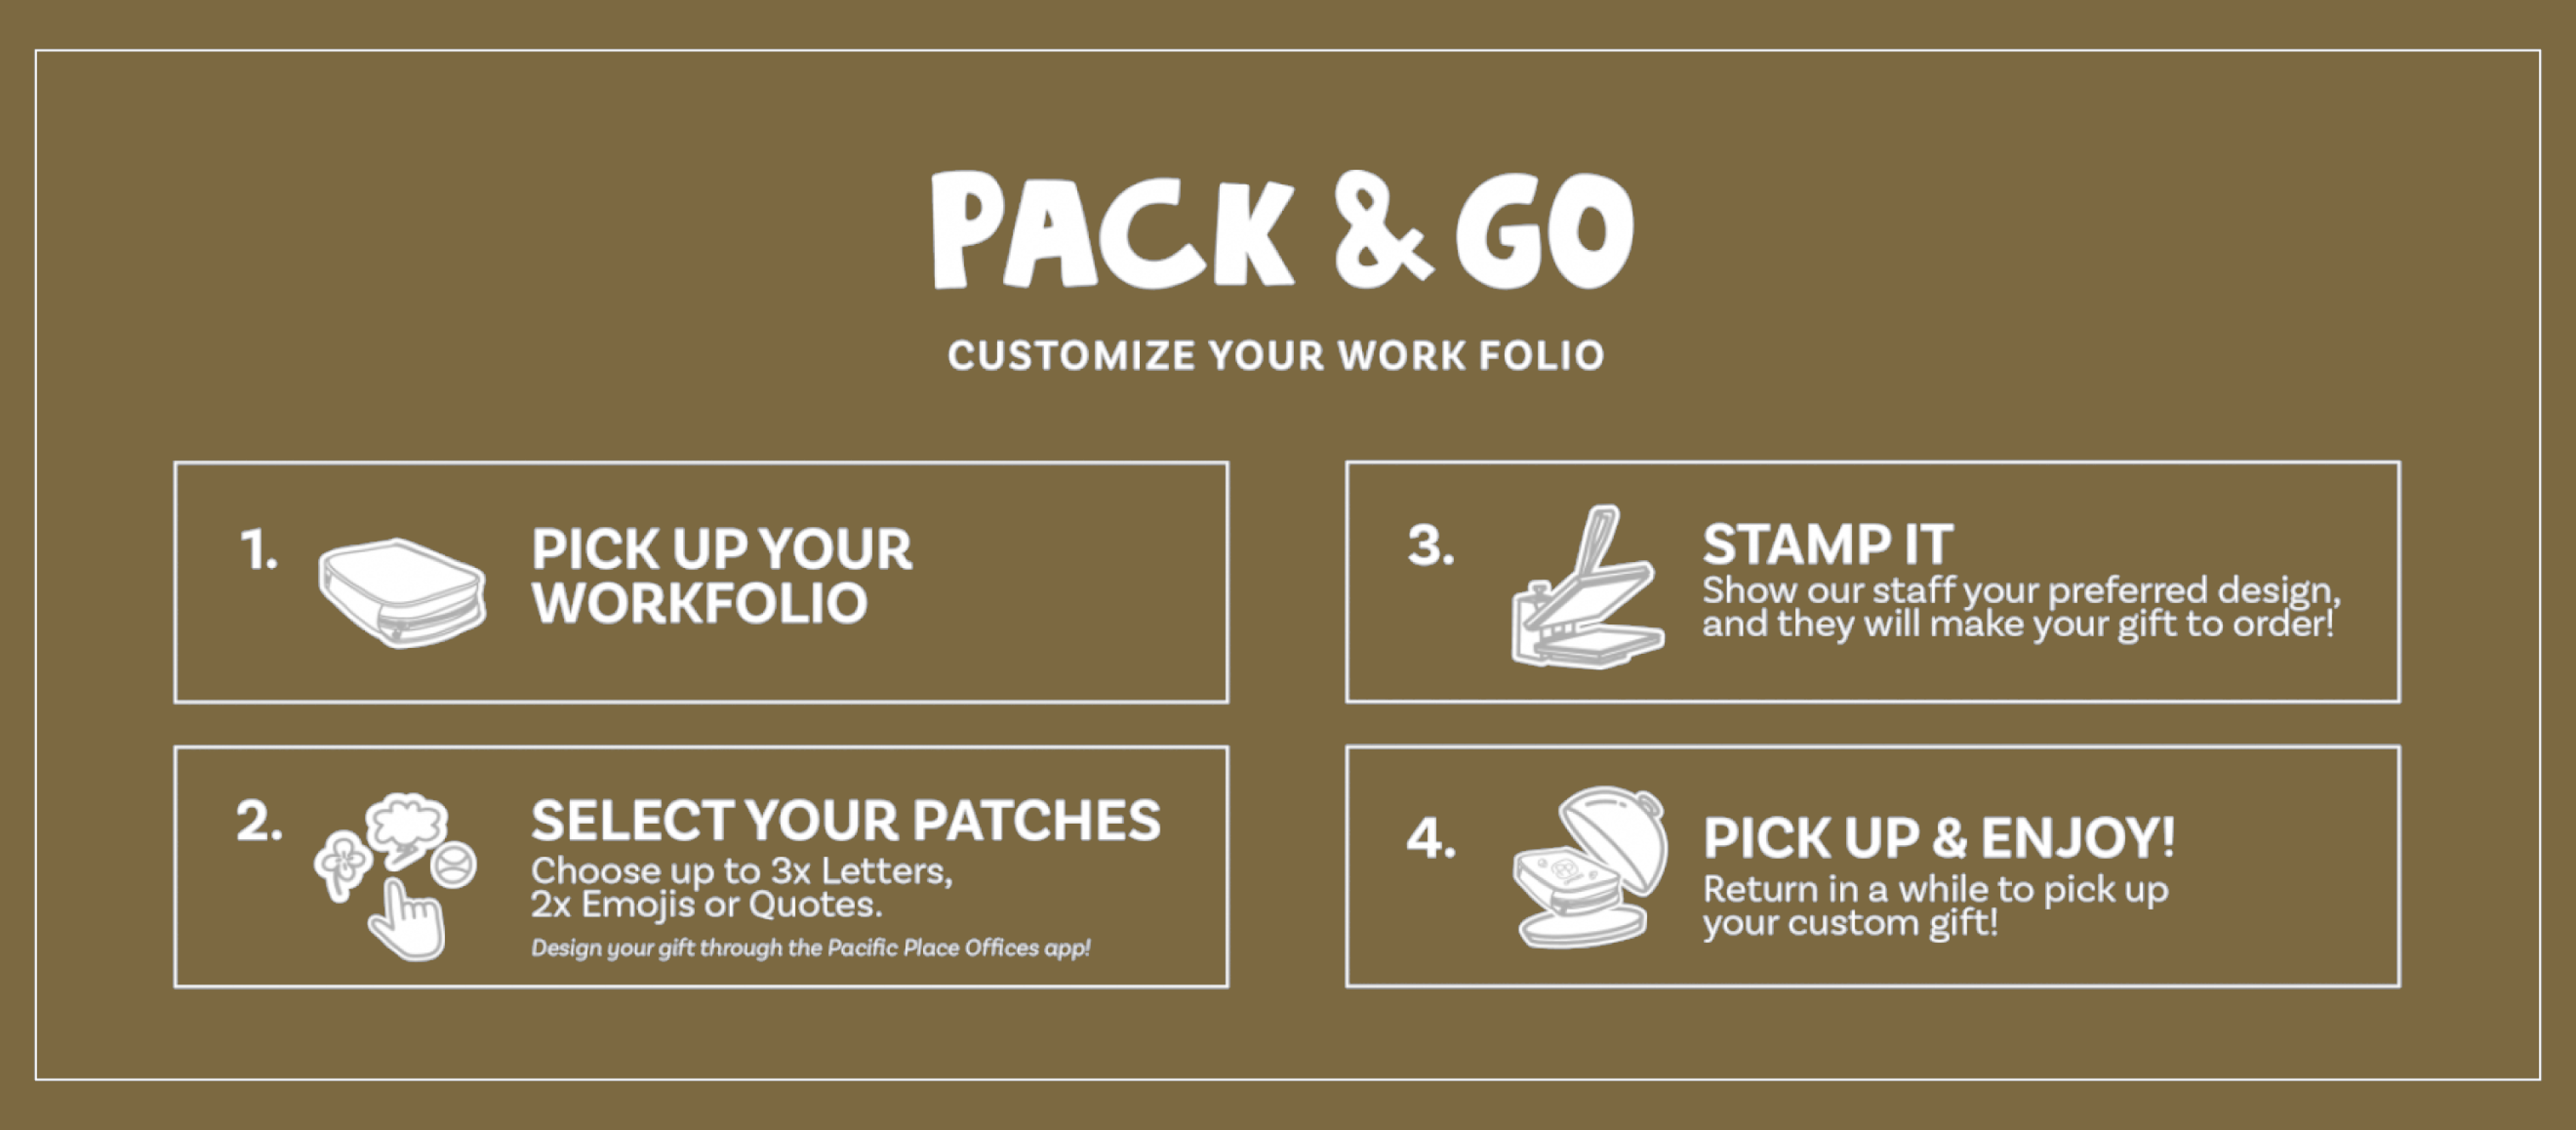 PACK & GO
CUSTOMIZE YOUR WORK FOLIO
1.
PICK UP YOUR
WORKFOLIO
2.
SELECT YOUR PATCHES
Choose up to 3x Letters,
2x Emojis or Quotes.
Design your gift through the Pacific Place Offices app!
3.
STAMP IT
Show our staff your preferred design,
and they will make your gift to order!
4.
PICK UP & ENJOY!
Return in a while to pick up
your custom gift!